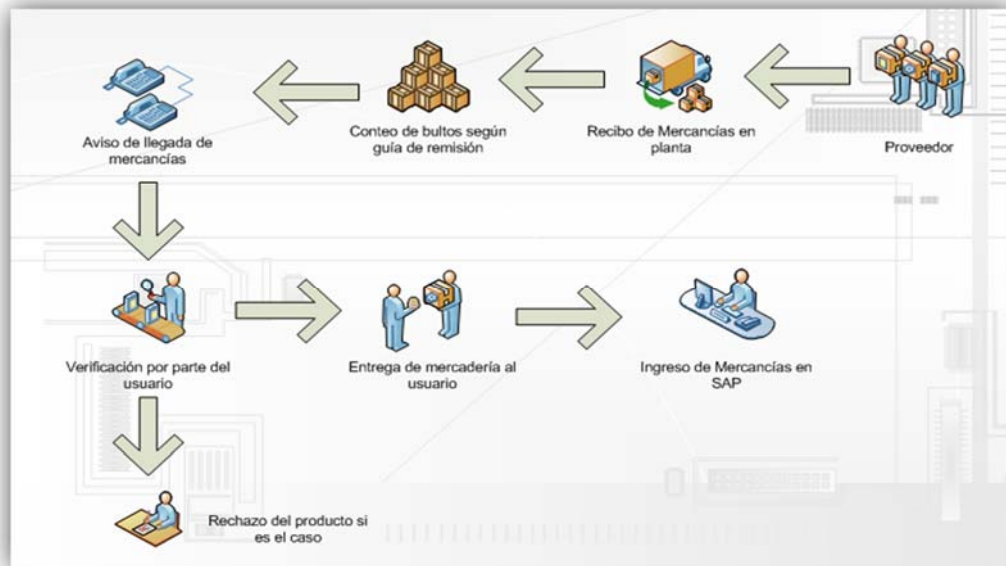 Aviso de llegada de
mercancías
Conteo de bultos según
guía de remisión
Recibo de Mercancías en
planta
Proveedor
Verificación por parte del
usuario
Entrega de mercadería al
usuario
Ingreso de Mercancías en
SAP
Rechazo del producto si
es el caso